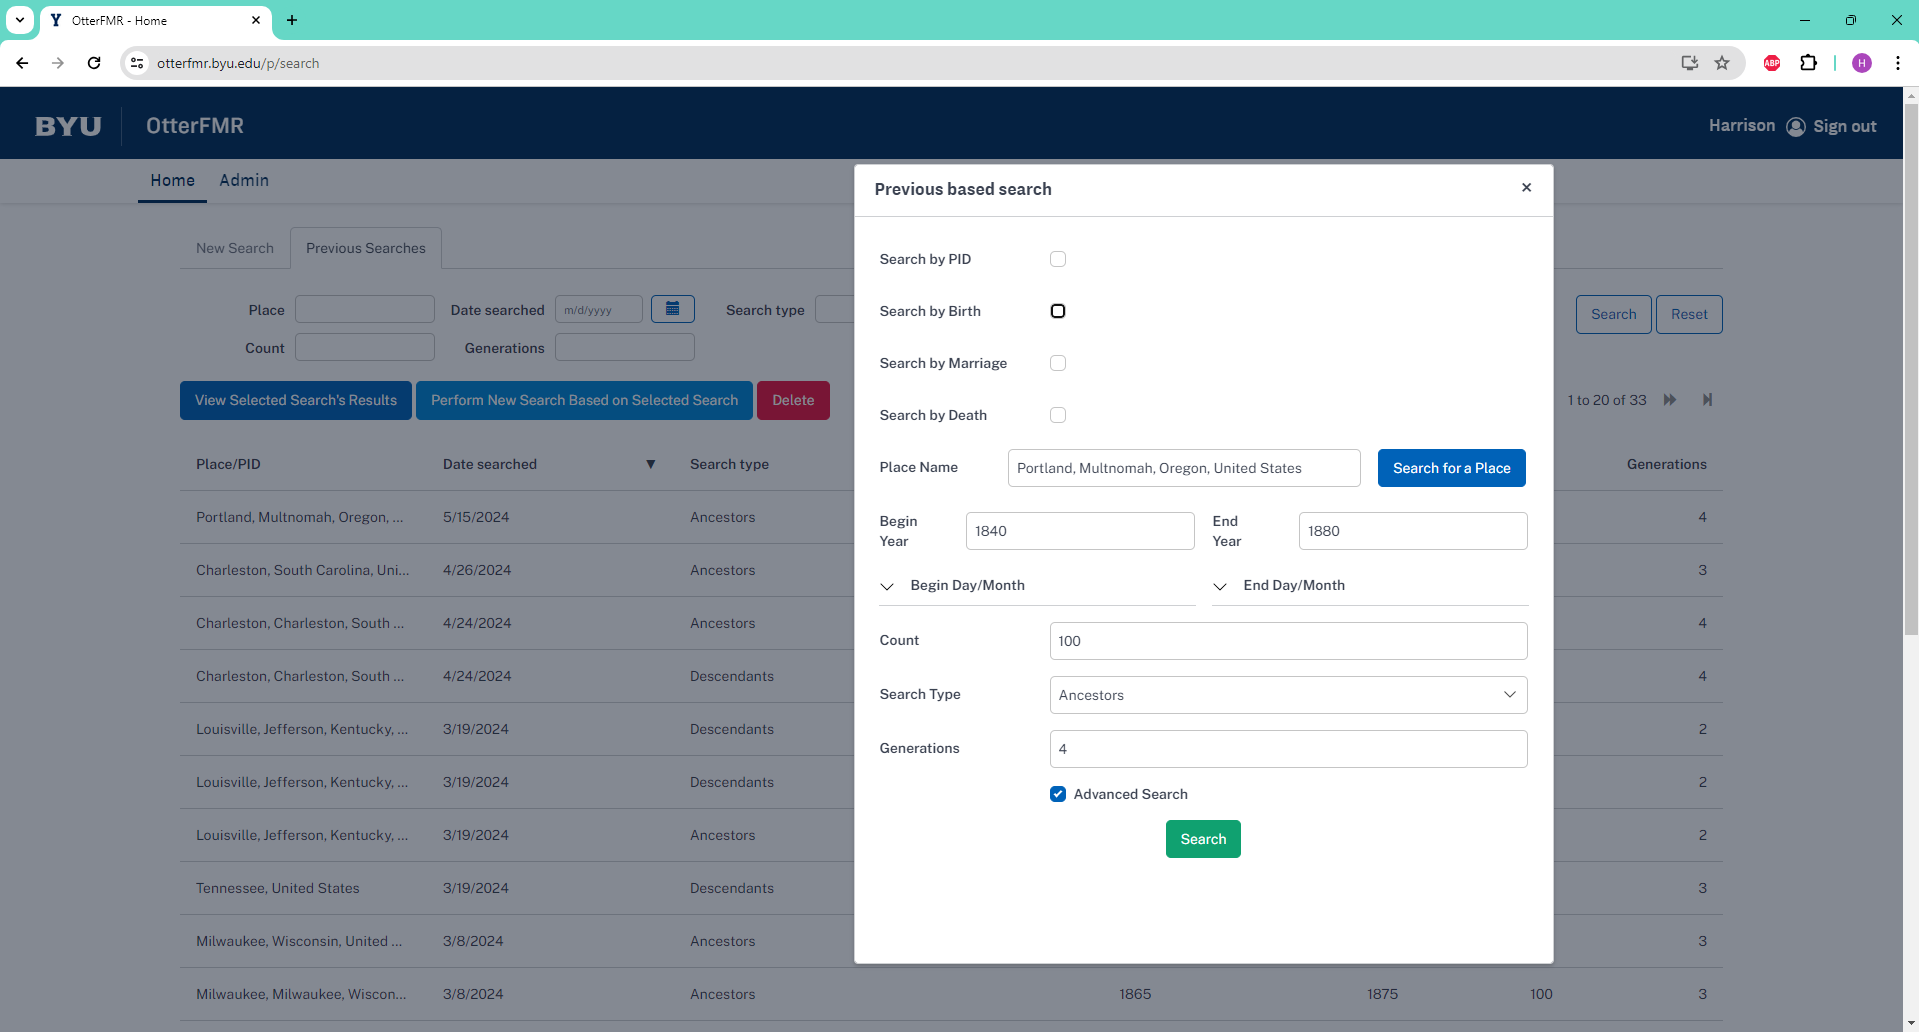 OtterFMR - Home
otterfmr.byu.edu/p/search
ABP
H
BYU OtterFMR
Harrison Sign out
Home Admin
New Search Previous Searches
Place Date searched m/d/yyyy Search type
Search Reset
Count Generations
View Selected Search's Results Perform New Search Based on Selected Search Delete
1 to 20 of 33
Place/PID Date searched ▼ Search type Generations
Portland, Multnomah, Oregon, ... 5/15/2024 Ancestors 4
Charleston, South Carolina, Uni... 4/26/2024 Ancestors 3
Charleston, Charleston, South ... 4/24/2024 Ancestors 4
Charleston, Charleston, South ... 4/24/2024 Descendants 4
Louisville, Jefferson, Kentucky, ... 3/19/2024 Descendants 2
Louisville, Jefferson, Kentucky, ... 3/19/2024 Descendants 2
Louisville, Jefferson, Kentucky, ... 3/19/2024 Ancestors 2
Tennessee, United States 3/19/2024 Descendants 3
Milwaukee, Wisconsin, United ... 3/8/2024 Ancestors 3
Milwaukee, Milwaukee, Wiscon... 3/8/2024 Ancestors 1865 1875 100 3
Previous based search
Search by PID
Search by Birth
Search by Marriage
Search by Death
Place Name Portland, Multnomah, Oregon, United States Search for a Place
Begin Year 1840 End Year 1880
Begin Day/Month End Day/Month
Count 100
Search Type Ancestors
Generations 4
Advanced Search
Search